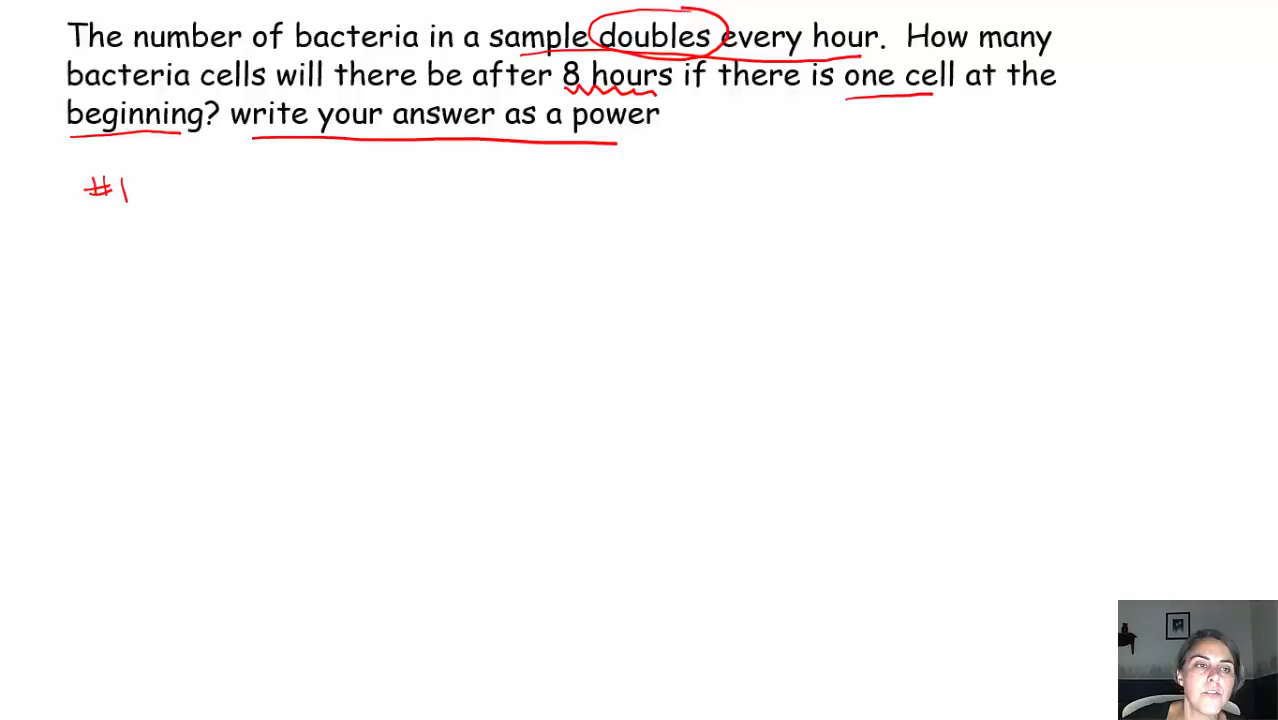 The number of bacteria in a sample doubles every hour. How many
bacteria cells will there be after 8 hours if there is one cell at the
beginning? write your answer as a power
#1